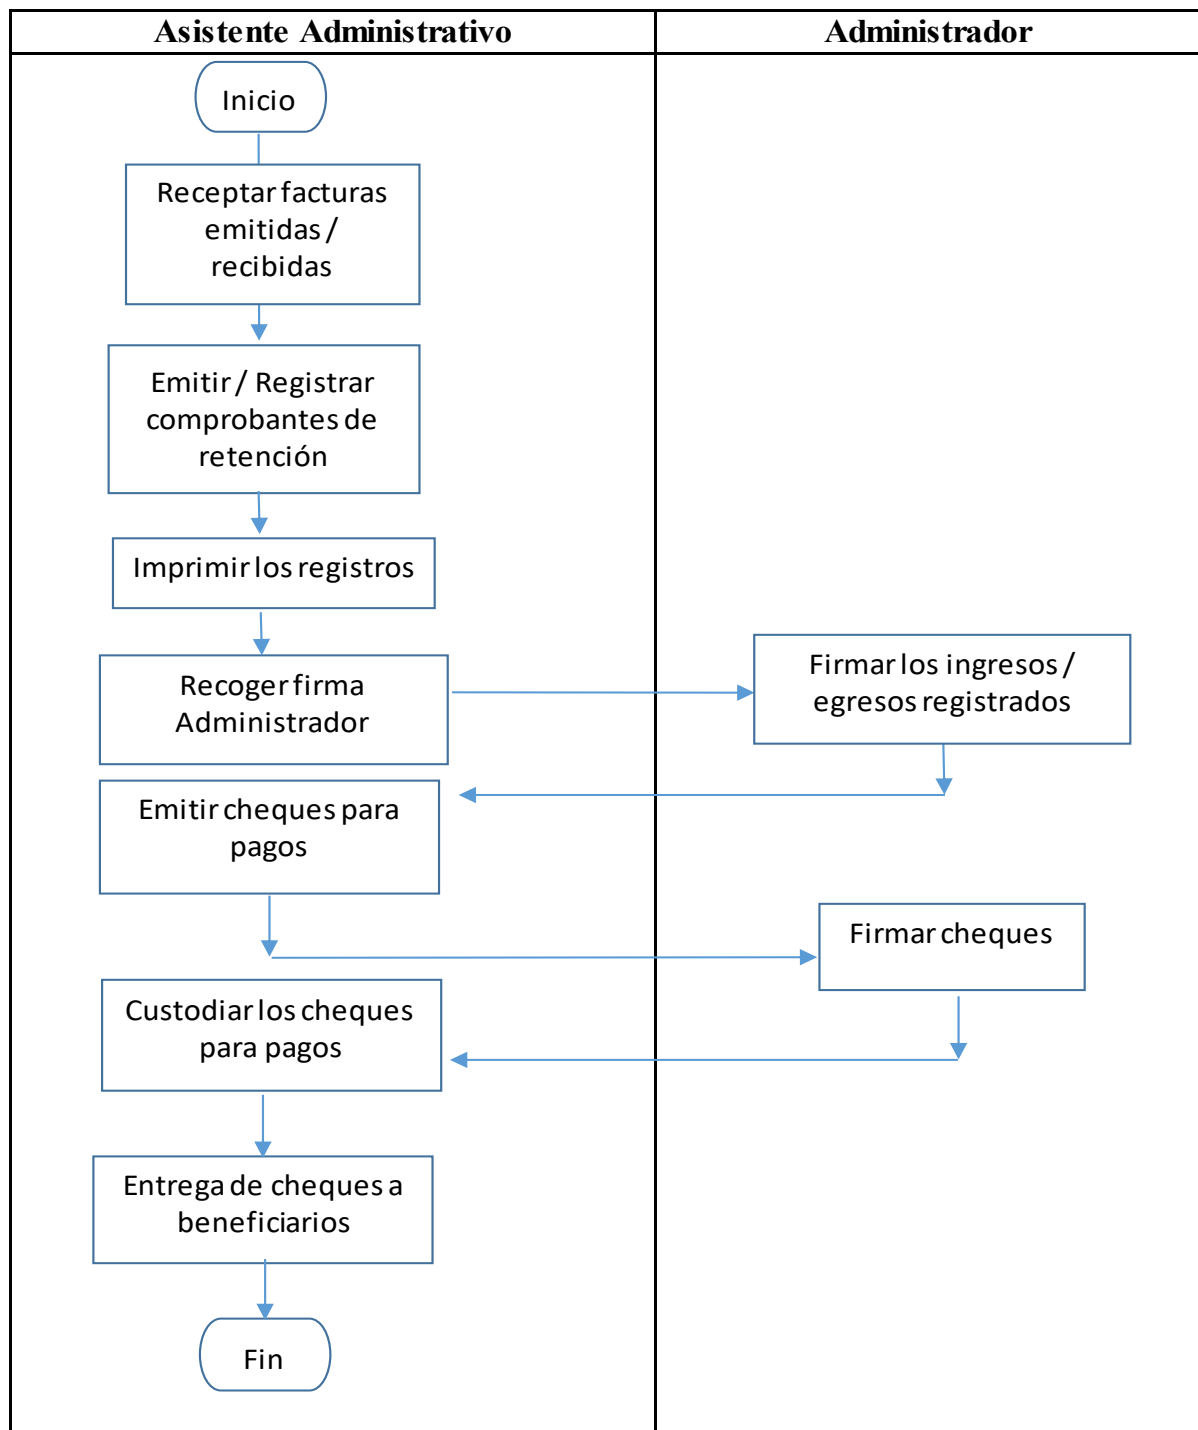 Asistente Administrativo
Administrador
Inicio
Receptar facturas
emitidas /
recibidas
Emitir / Registrar
comprobantes de
retención
Imprimir los registros
Recoger firma
Administrador
Firmar los ingresos /
egresos registrados
Emitir cheques para
pagos
Firmar cheques
Custodiar los cheques
para pagos
Entrega de cheques a
beneficiarios
Fin